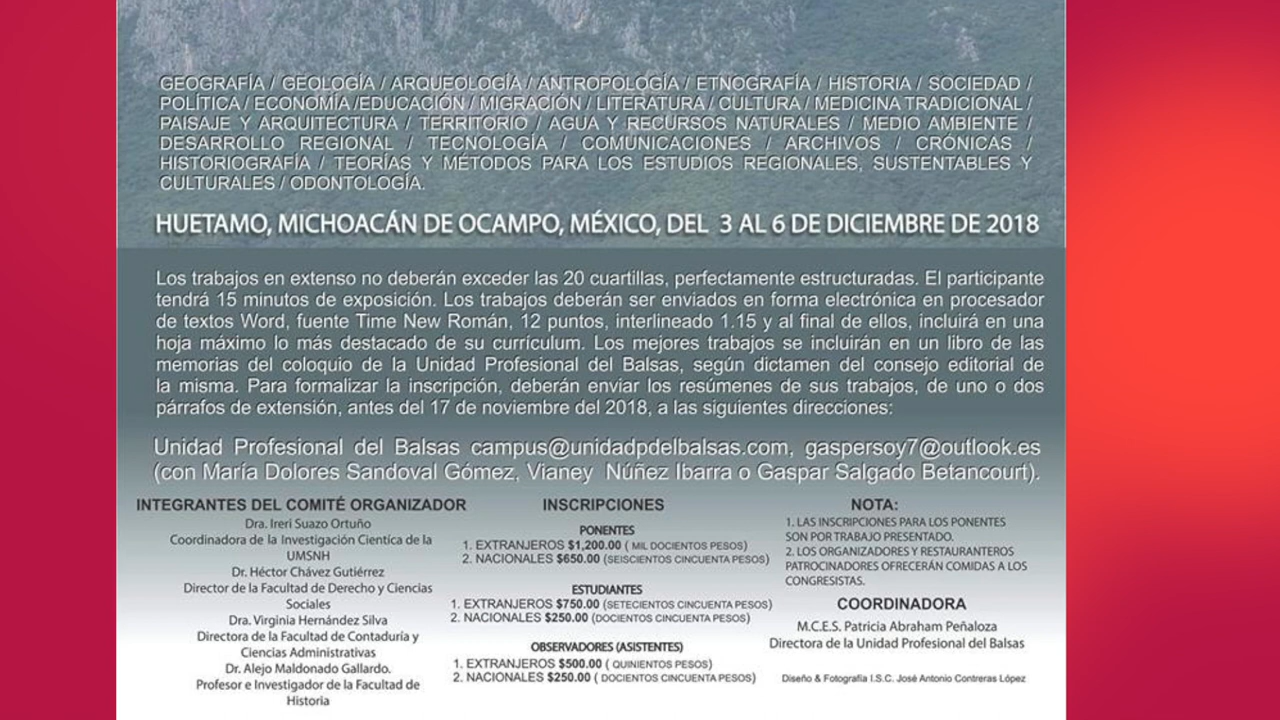 GEOGRAFÍA / GEOLOGÍA / ARQUEOLOGÍA / ANTROPOLOGÍA / ETNOGRAFÍA / HISTORIA / SOCIEDAD /
POLÍTICA / ECONOMÍA /EDUCACIÓN / MIGRACIÓN / LITERATURA / CULTURA / MEDICINA TRADICIONAL /
PAISAJE Y ARQUITECTURA / TERRITORIO / AGUA Y RECURSOS NATURALES / MEDIO AMBIENTE /
DESARROLLO REGIONAL / TECNOLOGÍA / COMUNICACIONES / ARCHIVOS / CRÓNICAS /
HISTORIOGRAFÍA / TEORÍAS Y MÉTODOS PARA LOS ESTUDIOS REGIONALES, SUSTENTABLES Y
CULTURALES / ODONTOLOGÍA.
HUETAMO, MICHOACÁN DE OCAMPO, MÉXICO, DEL 3 AL 6 DE DICIEMBRE DE 2018
Los trabajos en extenso no deberán exceder las 20 cuartillas, perfectamente estructuradas. El participante
tendrá 15 minutos de exposición. Los trabajos deberán ser enviados en forma electrónica en procesador
de textos Word, fuente Time New Román, 12 puntos, interlineado 1.15 y al final de ellos, incluirá en una
hoja máximo lo más destacado de su currículum. Los mejores trabajos se incluirán en un libro de las
memorias del coloquio de la Unidad Profesional del Balsas, según dictamen del consejo editorial de
la misma. Para formalizar la inscripción, deberán enviar los resúmenes de sus trabajos, de uno o dos
párrafos de extensión, antes del 17 de noviembre del 2018, a las siguientes direcciones:
Unidad Profesional del Balsas campus@unidadpdelbalsas.com, gaspersoy7@outlook.es
(con María Dolores Sandoval Gómez, Vianey Núñez Ibarra o Gaspar Salgado Betancourt).
INTEGRANTES DEL COMITÉ ORGANIZADOR
Dra. Ireri Suazo Ortuño
Coordinadora de la Investigación Cientíca de la
UMSNH
Dr. Héctor Chávez Gutiérrez
Director de la Facultad de Derecho y Ciencias
Sociales
Dra. Virginia Hernández Silva
Directora de la Facultad de Contaduría y
Ciencias Administrativas
Dr. Alejo Maldonado Gallardo.
Profesor e Investigador de la Facultad de
Historia
INSCRIPCIONES
PONENTES
1. EXTRANJEROS $1,200.00 ( MIL DOCIENTOS PESOS)
2. NACIONALES $650.00 (SEISCIENTOS CINCUENTA PESOS)
ESTUDIANTES
1. EXTRANJEROS $750.00 (SETECIENTOS CINCUENTA PESOS)
2. NACIONALES $250.00 (DOCIENTOS CINCUENTA PESOS)
OBSERVADORES (ASISTENTES)
1. EXTRANJEROS $500.00 ( QUINIENTOS PESOS)
2. NACIONALES $250.00 ( DOCIENTOS CINCUENTA PESOS)
NOTA:
1. LAS INSCRIPCIONES PARA LOS PONENTES
SON POR TRABAJO PRESENTADO.
2. LOS ORGANIZADORES Y RESTAURANTEROS
PATROCINADORES OFRECERÁN COMIDAS A LOS
CONGRESISTAS.
COORDINADORA
M.C.E.S. Patricia Abraham Peñaloza
Directora de la Unidad Profesional del Balsas
Diseño & Fotografía I.S.C. José Antonio Contreras López